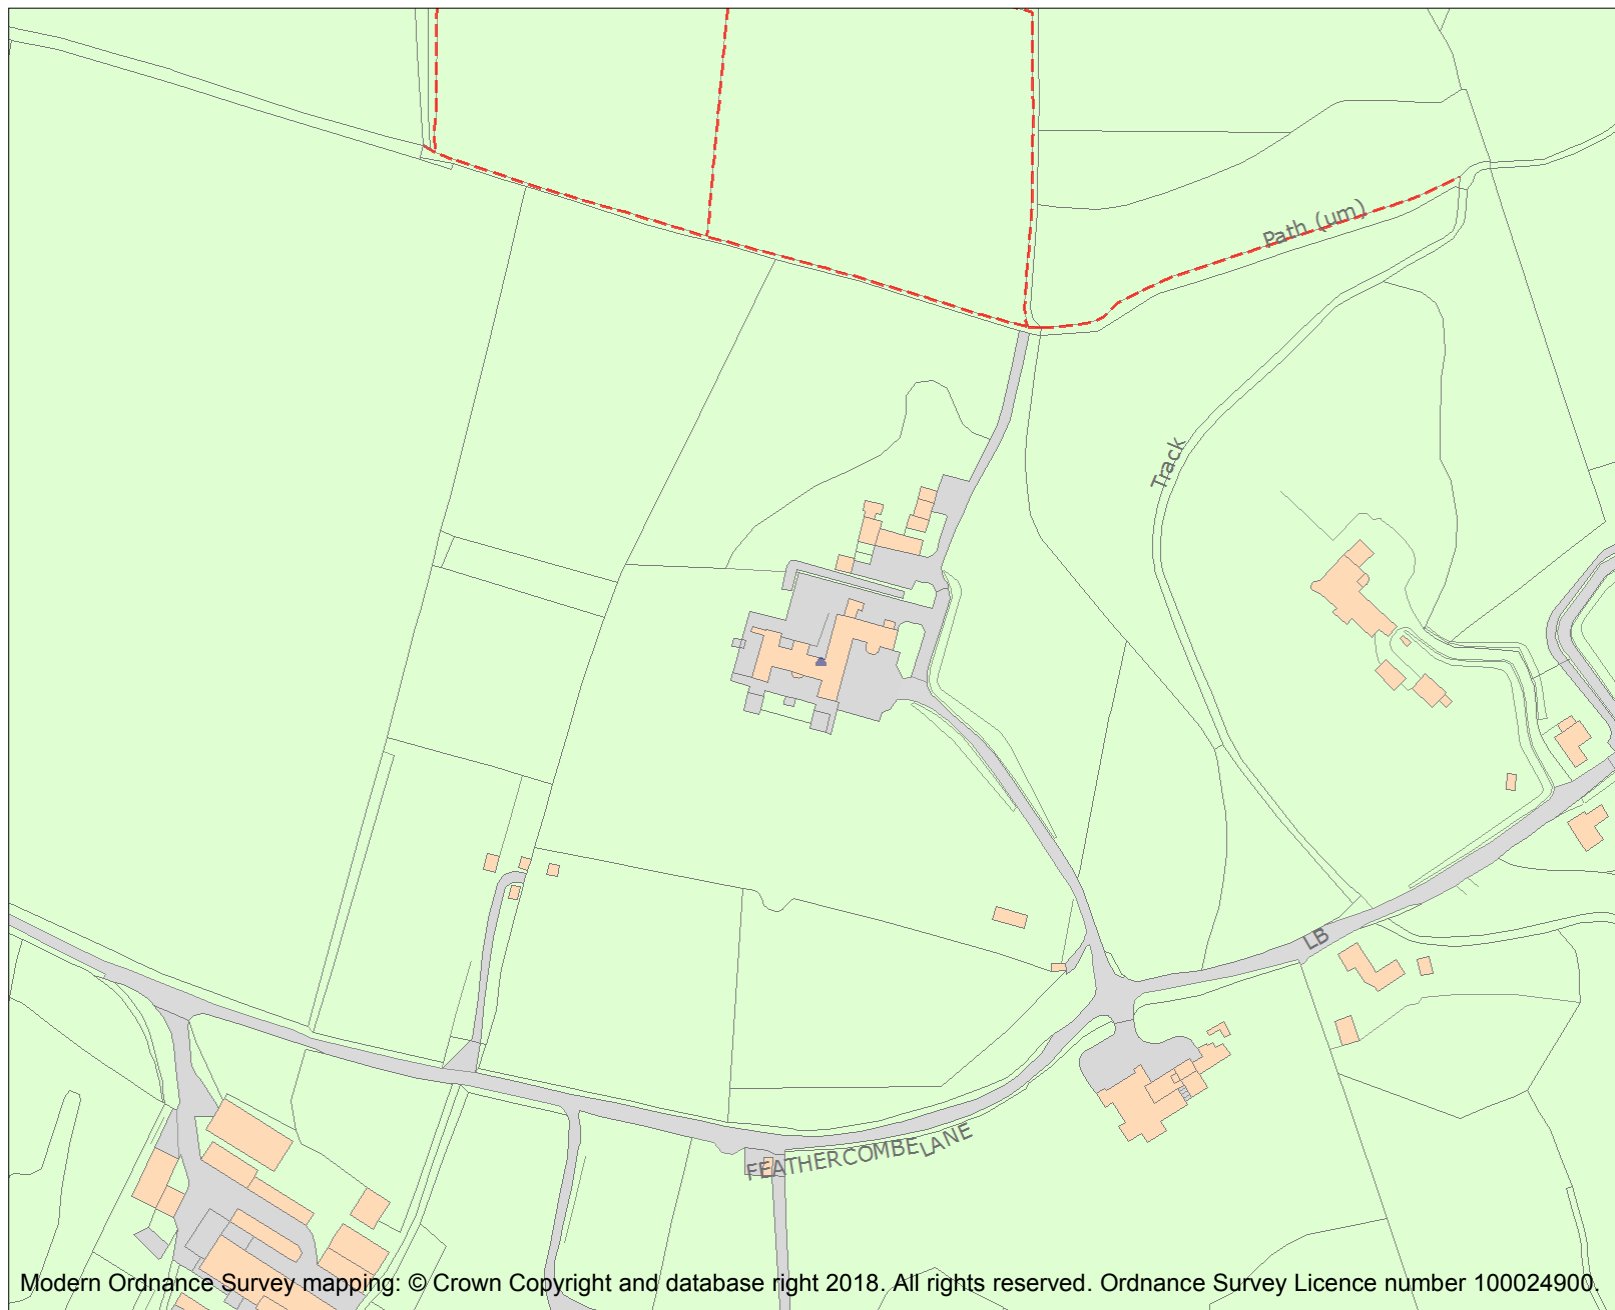 Path (um)
Track
LB
FEATHERCOMBE LANE
Modern Ordnance Survey mapping: © Crown Copyright and database right 2018. All rights reserved. Ordnance Survey Licence number 100024900.